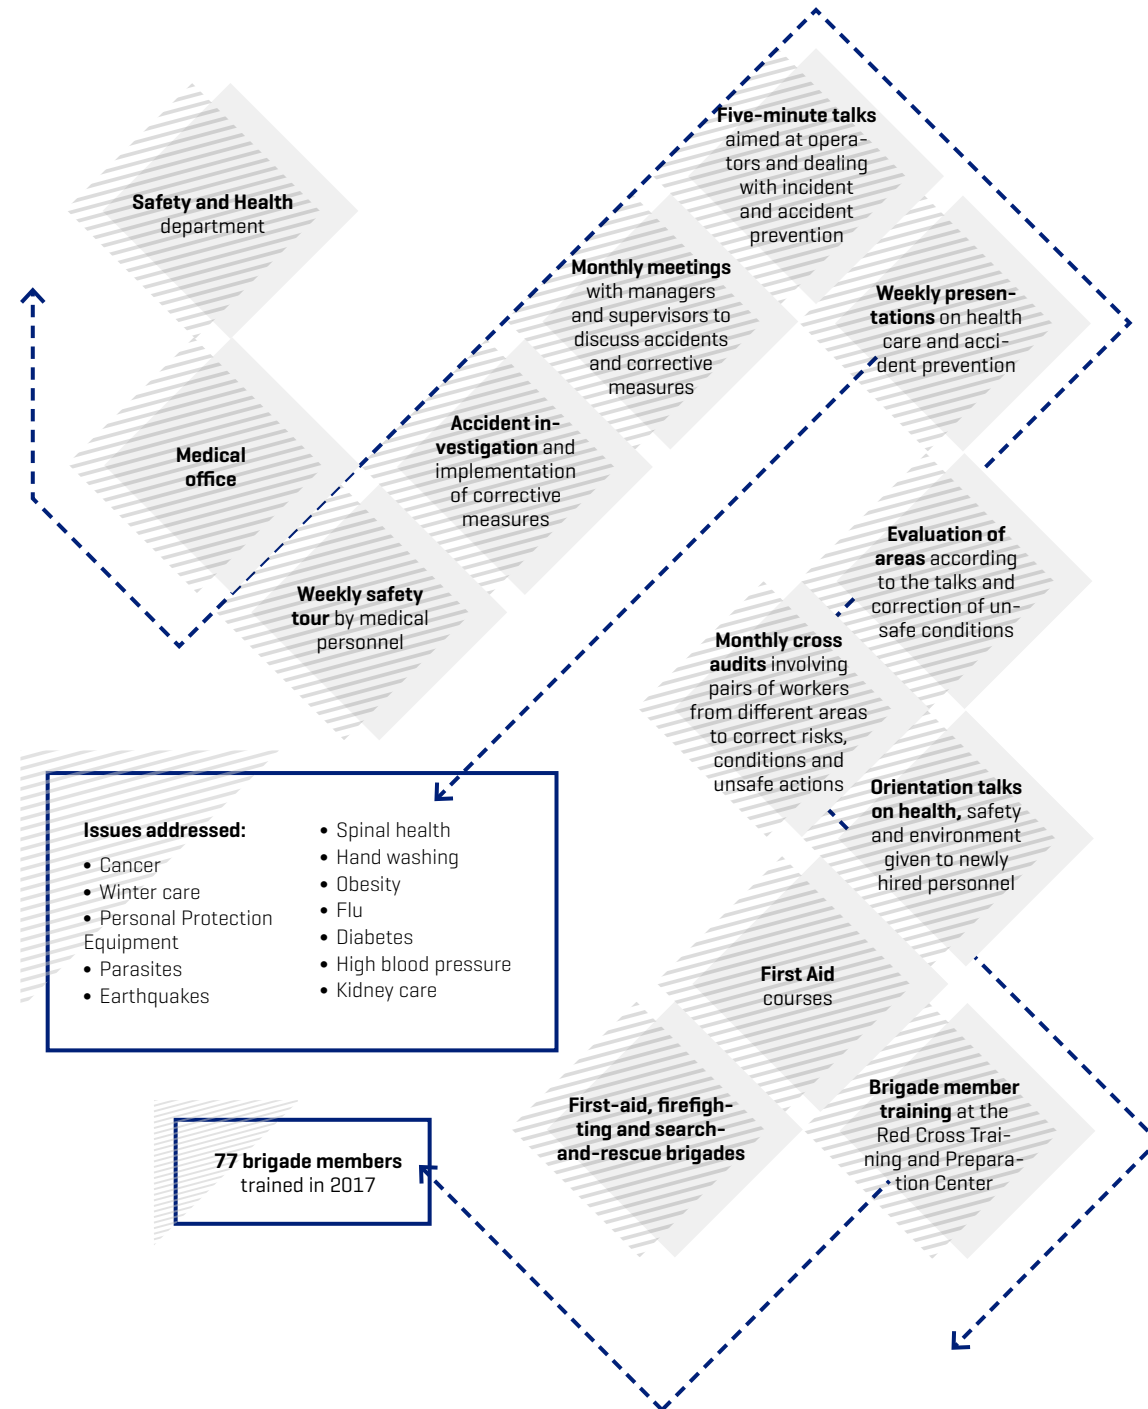 Safety and Health
department
Medical
office
Weekly safety
tour by medical
personnel
Accident in-
vestigation and
implementation
of corrective
measures
Monthly meetings
with managers
and supervisors to
discuss accidents
and corrective
measures
Five-minute talks
aimed at opera-
tors and dealing
with incident
and accident
prevention
Weekly presen-
tations on health
care and acci-
dent prevention
Evaluation of
areas according
to the talks and
correction of un-
safe conditions
Monthly cross
audits involving
pairs of workers
from different areas
to correct risks,
conditions and
unsafe actions
Orientation talks
on health, safety
and environment
given to newly
hired personnel
First Aid
courses
Brigade member
training at the
Red Cross Trai-
ning and Prepara-
tion Center
First-aid, firefigh-
ting and search-
and-rescue brigades
Issues addressed:
• Cancer
• Winter care
• Personal Protection
Equipment
• Parasites
• Earthquakes
• Spinal health
• Hand washing
• Obesity
• Flu
• Diabetes
• High blood pressure
• Kidney care
77 brigade members
trained in 2017